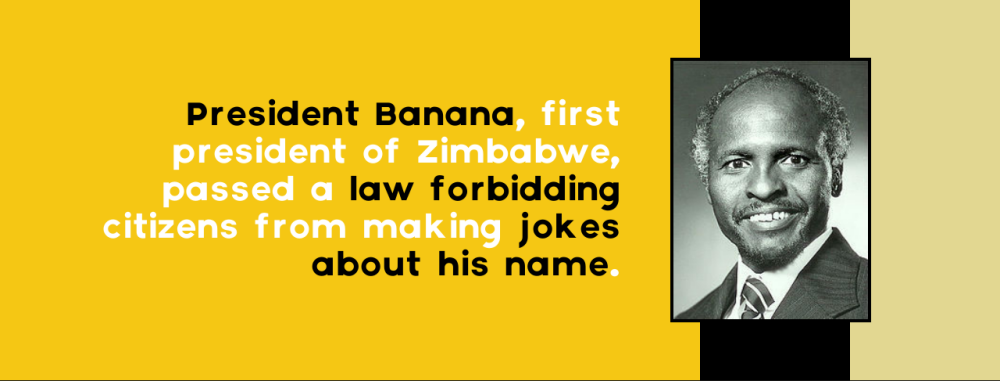 President Banana, first
president of Zimbabwe,
passed a law forbidding
citizens from making jokes
about his name.